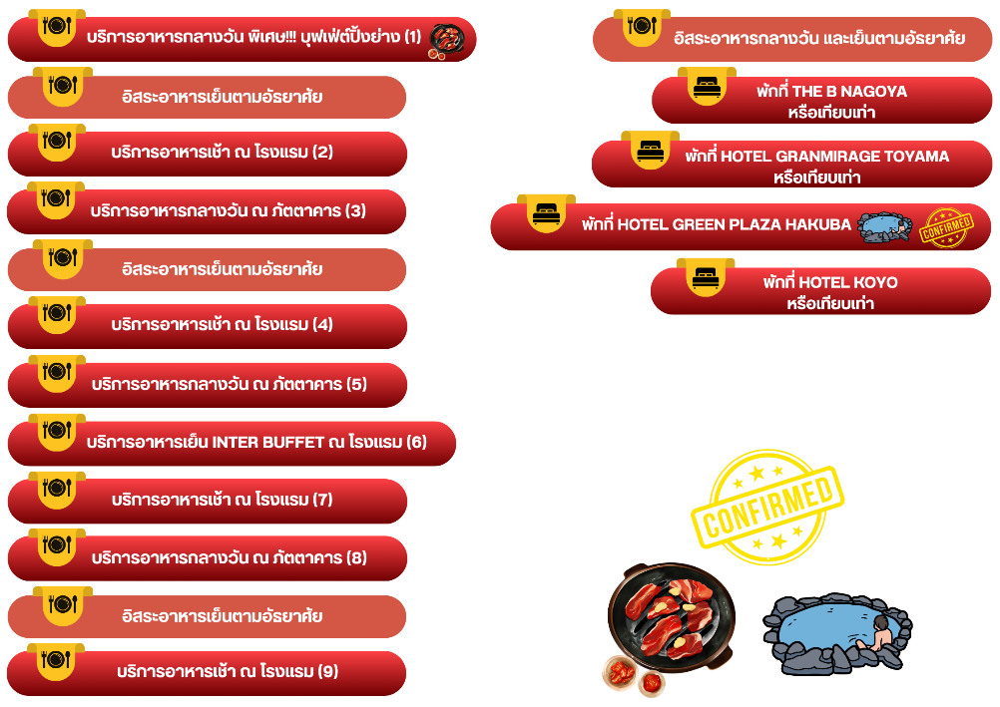 บริการอาหารกลางวัน พิเศษ!!! บุฟเฟ่ต์ปิ้งย่าง (1)
อิสระอาหารเย็นตามอัธยาศัย
บริการอาหารเช้า ณ โรงแรม (2)
บริการอาหารกลางวัน ณ ภัตตาคาร (3)
อิสระอาหารเย็นตามอัธยาศัย
บริการอาหารเช้า ณ โรงแรม (4)
บริการอาหารกลางวัน ณ ภัตตาคาร (5)
บริการอาหารเย็น INTER BUFFET ณ โรงแรม (6)
บริการอาหารเช้า ณ โรงแรม (7)
บริการอาหารกลางวัน ณ ภัตตาคาร (8)
อิสระอาหารเย็นตามอัธยาศัย
บริการอาหารเช้า ณ โรงแรม (9)
อิสระอาหารกลางวัน และเย็นตามอัธยาศัย
พักที่ THE B NAGOYA
หรือเทียบเท่า
พักที่ HOTEL GRANMIRAGE TOYAMA
หรือเทียบเท่า
พักที่ HOTEL GREEN PLAZA HAKUBA
CONFIRMED
พักที่ HOTEL KOYO
หรือเทียบเท่า
CONFIRMED